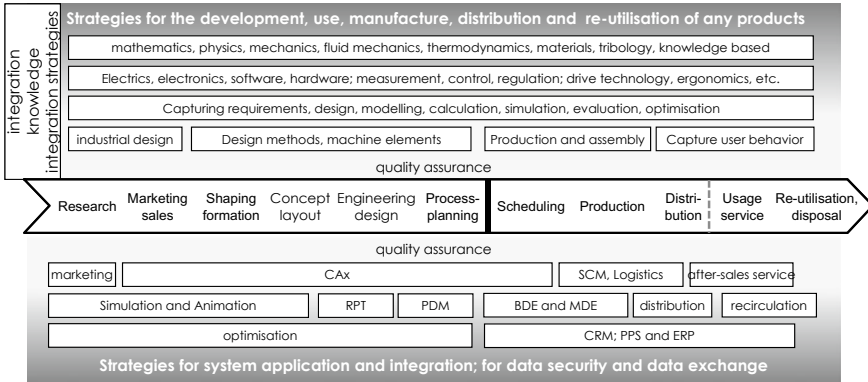 Strategies for the development, use, manufacture, distribution and re-utilisation of any products
integration
knowledge
integration strategies
mathematics, physics, mechanics, fluid mechanics, thermodynamics, materials, tribology, knowledge based
Electrics, electronics, software, hardware; measurement, control, regulation; drive technology, ergonomics, etc.
Capturing requirements, design, modelling, calculation, simulation, evaluation, optimisation
industrial design
Design methods, machine elements
Production and assembly
Capture user behavior
quality assurance
Research
Marketing
sales
Shaping
formation
Concept
layout
Engineering
design
Process-
planning
Scheduling
Production
Distri-
bution
Usage
service
Re-utilisation,
disposal
quality assurance
marketing
CAx
SCM, Logistics
after-sales service
Simulation and Animation
RPT
PDM
BDE and MDE
distribution
recirculation
optimisation
CRM; PPS and ERP
Strategies for system application and integration; for data security and data exchange